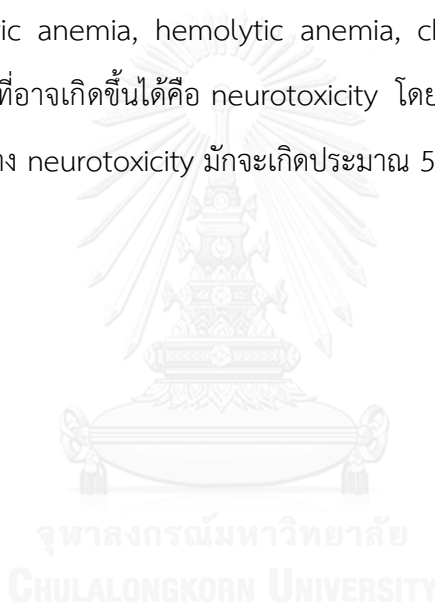 ric anemia, hemolytic anemia, c
ที่อาจเกิดขึ้นได้คือ neurotoxicity โดย
าง neurotoxicity มักจะเกิดประมาณ 5
จุฬาลงกรณ์มหาวิทยาลัย
CHULALONGKORN UNIVERSITY